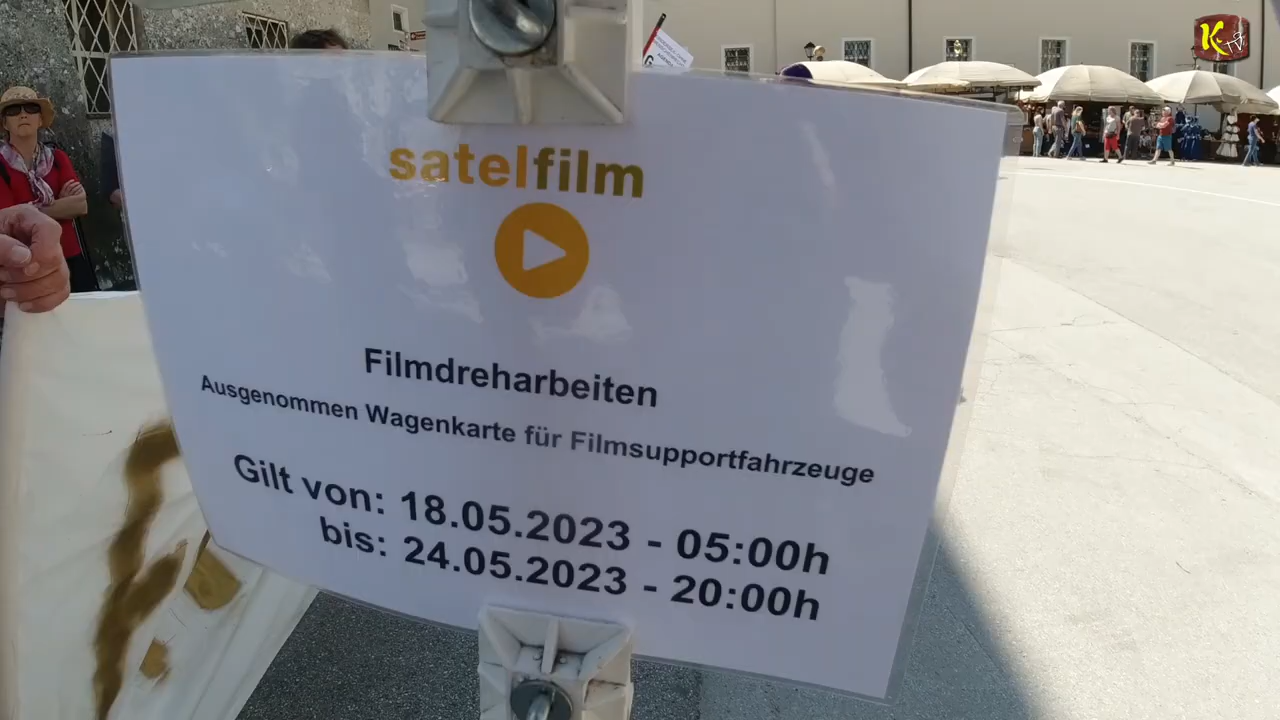 satelfilm
Filmdreharbeiten
Ausgenommen Wagenkarte für Filmsupportfahrzeuge
Gilt von: 18.05.2023 - 05:00h
bis: 24.05.2023 - 20:00h